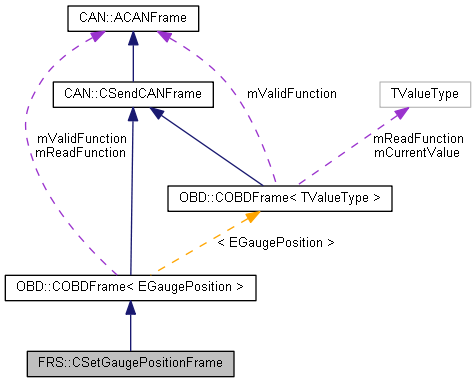 CAN::ACANFrame
CAN::CSendCANFrame
mValidFunction
TValueType
mValidFunction
mReadFunction
mReadFunction
mCurrentValue
OBD::COBDFrame< TValueType >
< EGaugePosition >
OBD::COBDFrame< EGaugePosition >
FRS::CSetGaugePositionFrame